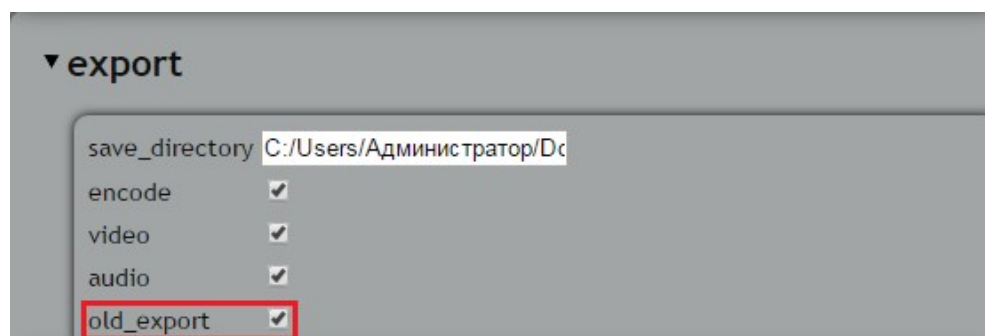 export
save_directory C:/Users/Администратор/Dc
encode
video
audio
old_export